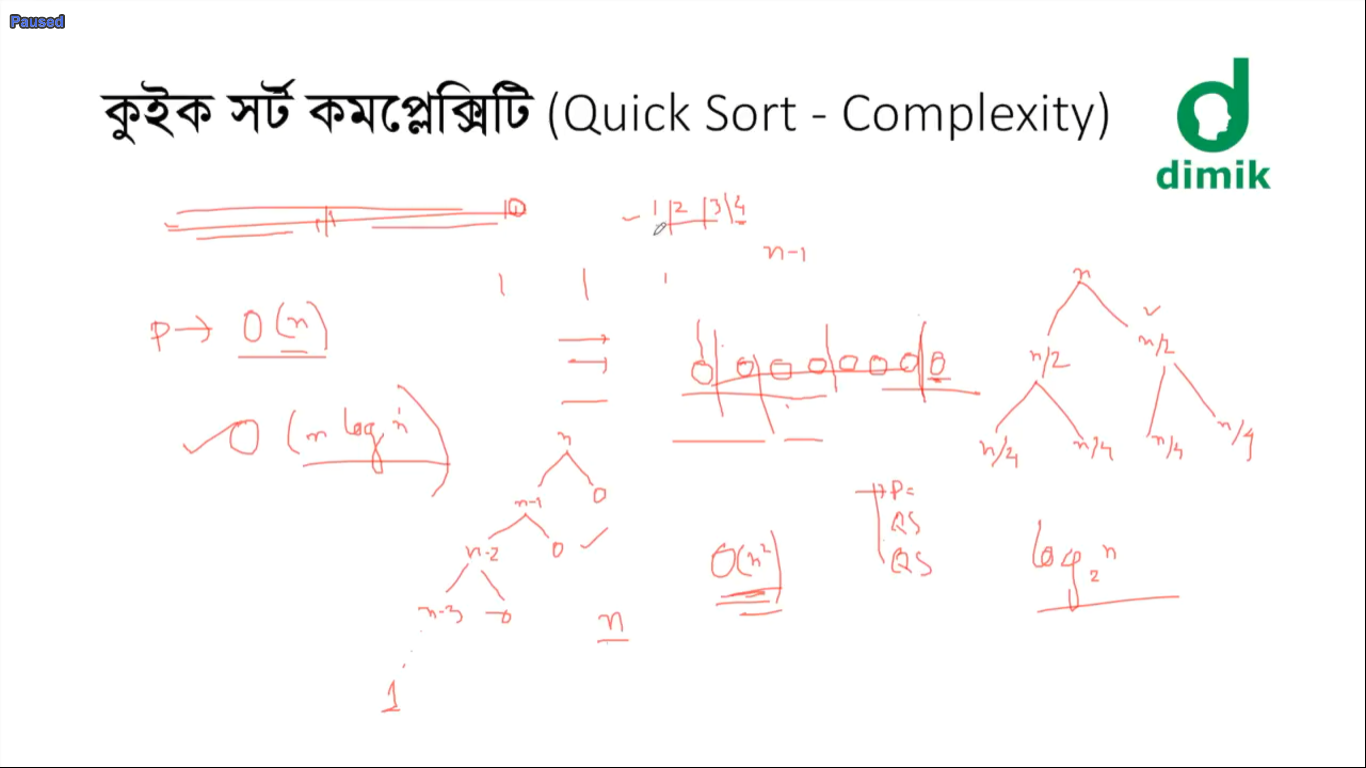 Paused
কুইক সর্ট কমপ্লেক্সিটি (Quick Sort - Complexity)
dimik
1 2 3 4
n-1
P → O(n)
O(n log n)
n
n-1 0
n-2 0
n-3 0
1
n
O(n²)
P=
QS
QS
n
n/2 n/2
n/4 n/4 n/4 n/4
log₂n